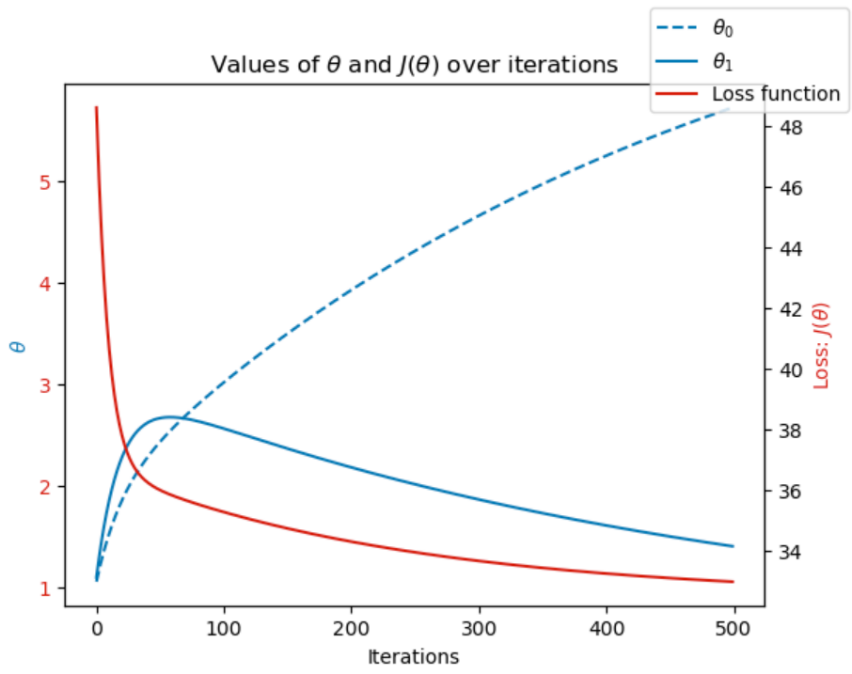 θ₀
θ₁
Loss function
Values of θ and J(θ) over iterations
5
4
3
2
1
θ
48
46
44
42
40
38
36
34
Loss: J(θ)
0 100 200 300 400 500
Iterations